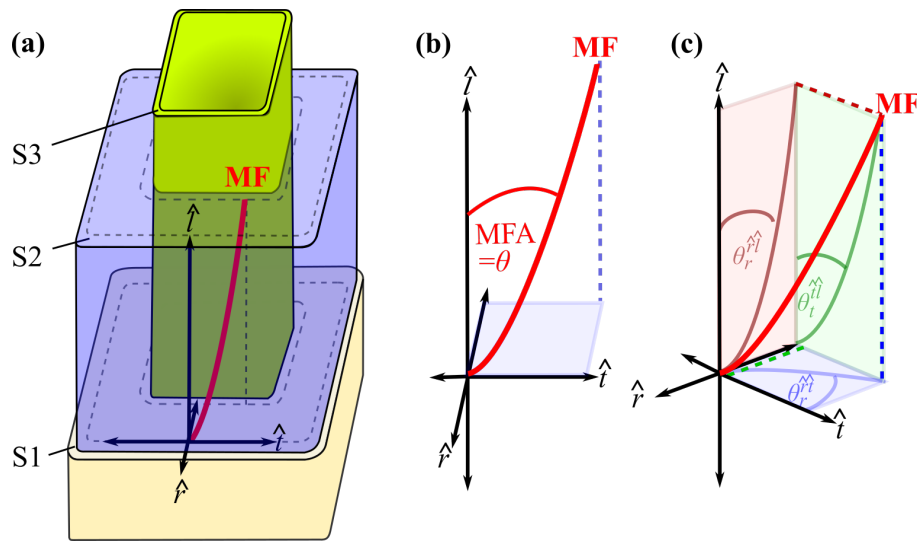 (a)
S3
MF
l̂
S2
S1
t̂
r̂
(b)
MF
l̂
MFA
=θ
t̂
r̂
(c)
l̂
MF
θ_r^{r̂l̂}
θ_t^{t̂l̂}
θ_r^{r̂t̂}
r̂
t̂